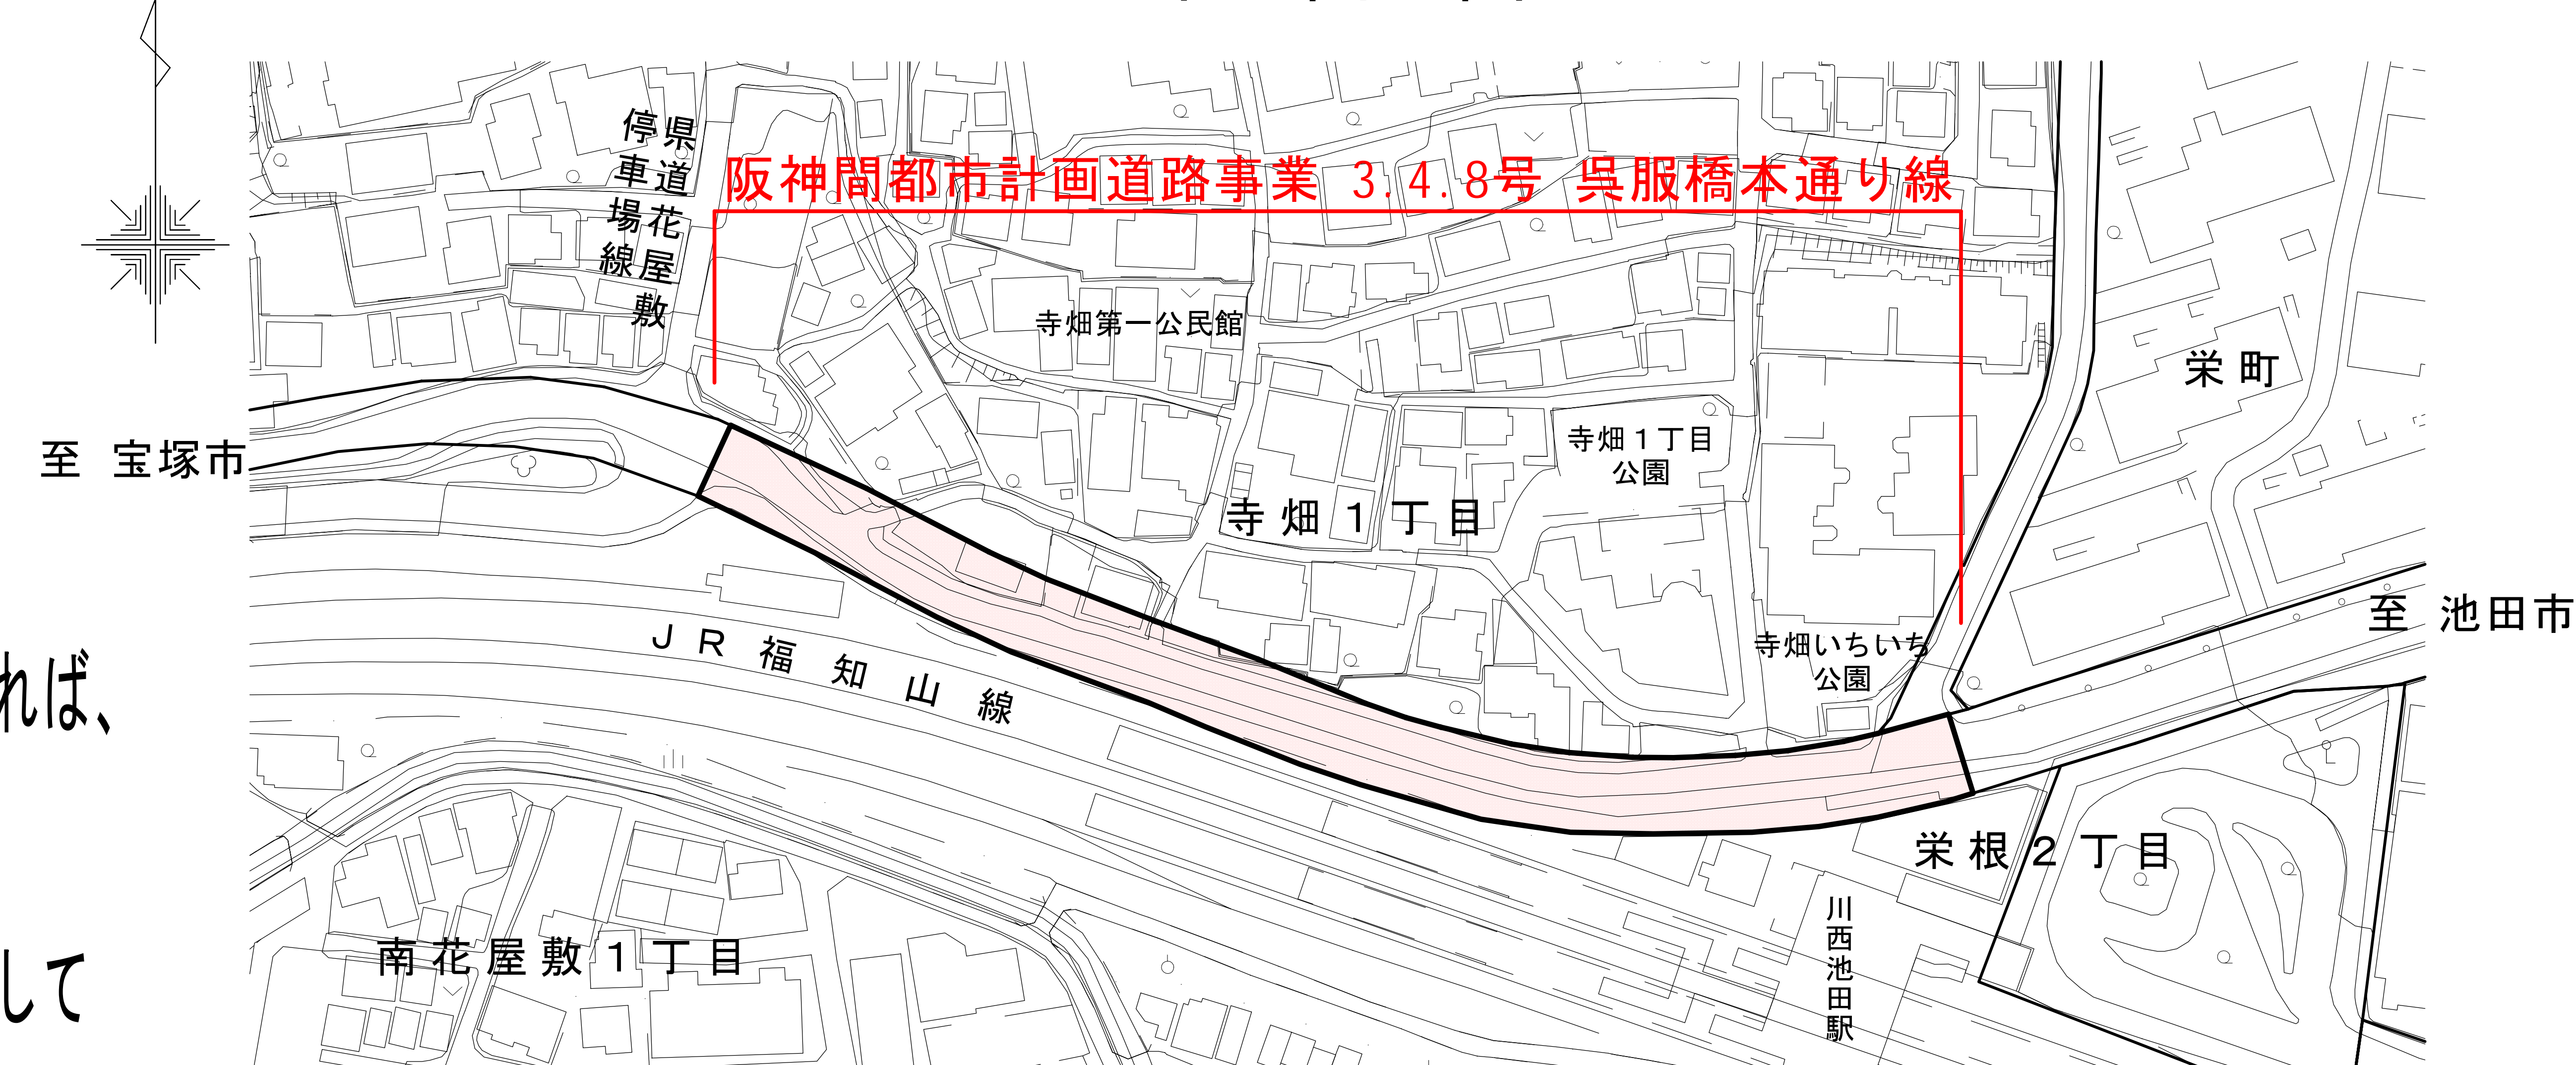 県道花屋敷
停車場線
阪神間都市計画道路事業 3.4.8号 呉服橋本通り線
寺畑第一公民館
栄町
至 宝塚市
寺畑1丁目
公園
寺畑1丁目
至 池田市
寺畑いちいち
公園
JR福知山線
れば、
栄根2丁目
川西池田駅
南花屋敷1丁目
して